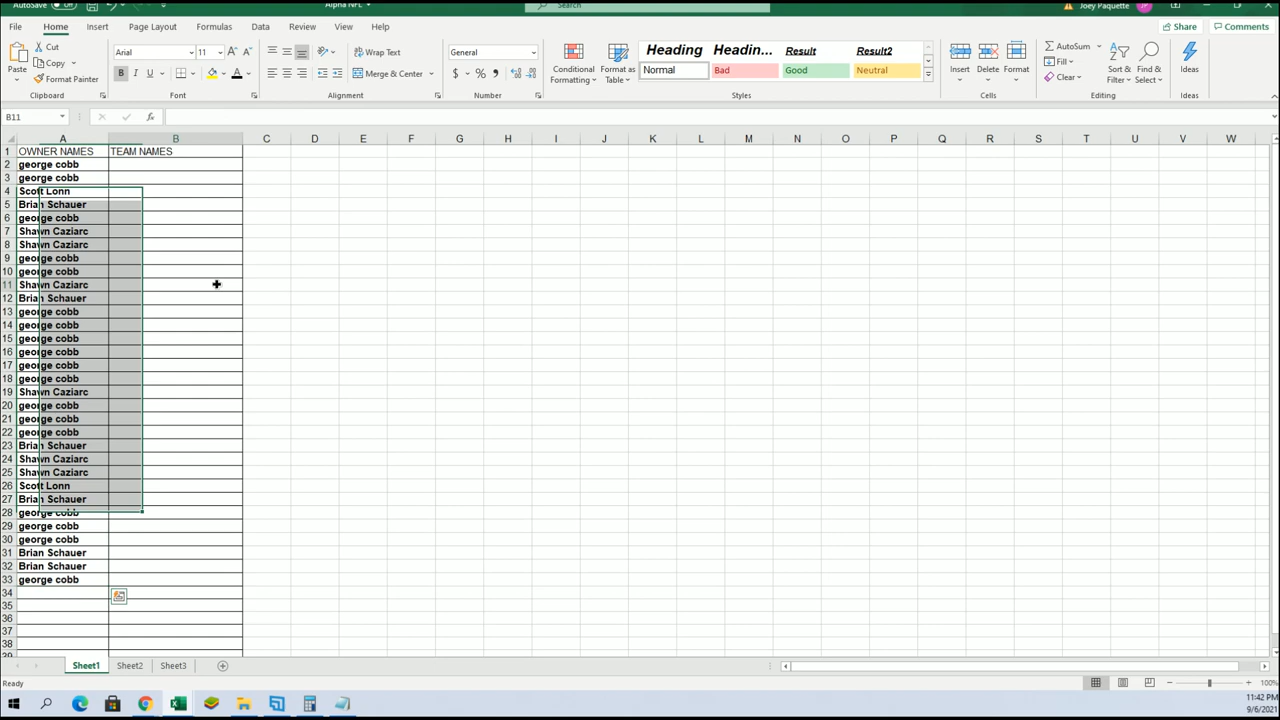 AutoSave Off
Alpha NFL
Search
Joey Paquette
JP
File Home Insert Page Layout Formulas Data Review View Help
Share Comments
Paste
Cut
Copy
Format Painter
Clipboard
Arial 11
B I U
Font
Wrap Text
Merge & Center
Alignment
General
$ % ,
Number
Conditional Formatting
Format as Table
Heading Headin... Result Result2
Normal Bad Good Neutral
Styles
Insert Delete Format
Cells
AutoSum
Fill
Clear
Sort & Filter
Find & Select
Editing
Ideas
Ideas
B11 fx
A B C D E F G H I J K L M N O P Q R S T U V W
1 OWNER NAMES TEAM NAMES
2 george cobb
3 george cobb
4 Scott Lonn
5 Brian Schauer
6 george cobb
7 Shawn Caziarc
8 Shawn Caziarc
9 george cobb
10 george cobb
11 Shawn Caziarc
12 Brian Schauer
13 george cobb
14 george cobb
15 george cobb
16 george cobb
17 george cobb
18 george cobb
19 Shawn Caziarc
20 george cobb
21 george cobb
22 george cobb
23 Brian Schauer
24 Shawn Caziarc
25 Shawn Caziarc
26 Scott Lonn
27 Brian Schauer
28 george cobb
29 george cobb
30 george cobb
31 Brian Schauer
32 Brian Schauer
33 george cobb
34
35
36
37
38
39
Sheet1 Sheet2 Sheet3
Ready
100%
11:42 PM
9/6/2021